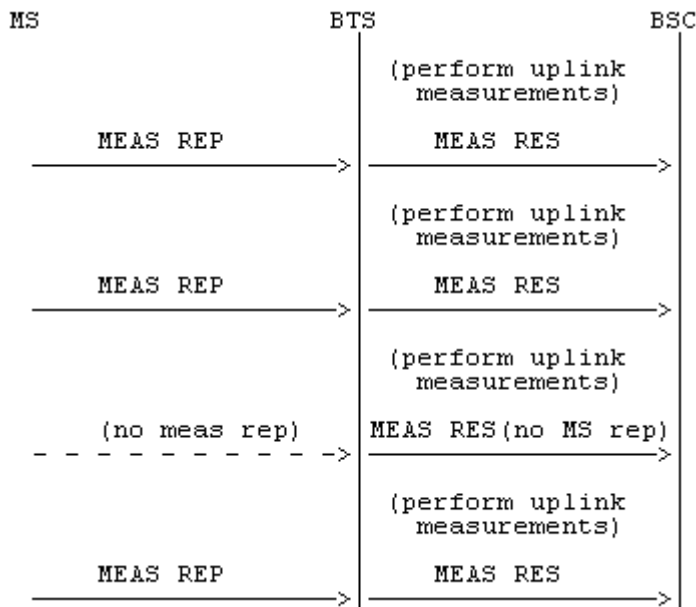 MS BTS BSC
(perform uplink
measurements)
MEAS REP MEAS RES
(perform uplink
measurements)
MEAS REP MEAS RES
(perform uplink
measurements)
(no meas rep) MEAS RES(no MS rep)
(perform uplink
measurements)
MEAS REP MEAS RES